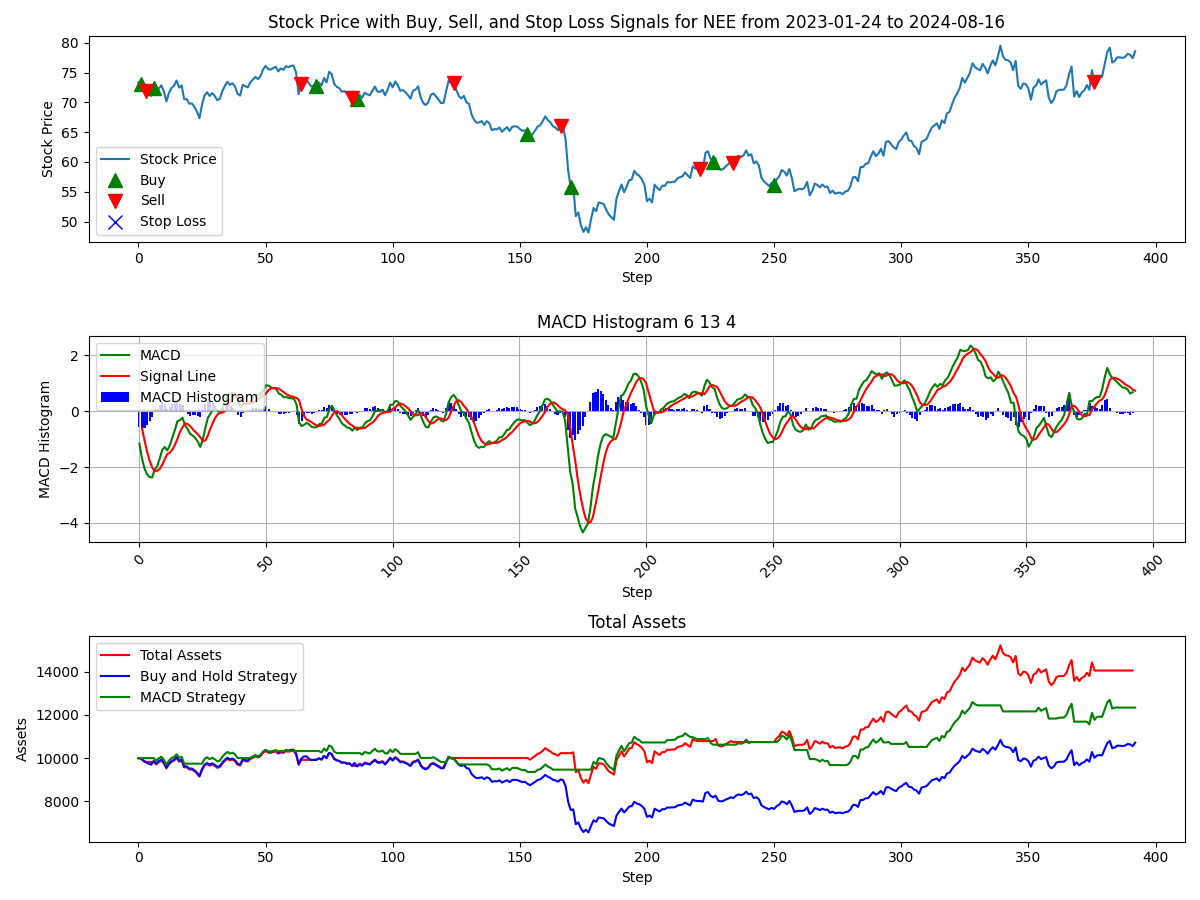 Stock Price with Buy, Sell, and Stop Loss Signals for NEE from 2023-01-24 to 2024-08-16
80
75
70
65
60
55
50
Stock Price
Stock Price
Buy
Sell
Stop Loss
0 50 100 150 200 250 300 350 400
Step
MACD Histogram 6 13 4
2
0
−2
−4
MACD Histogram
MACD
Signal Line
MACD Histogram
0 50 100 150 200 250 300 350 400
Step
Total Assets
14000
12000
10000
8000
Assets
Total Assets
Buy and Hold Strategy
MACD Strategy
0 50 100 150 200 250 300 350 400
Step